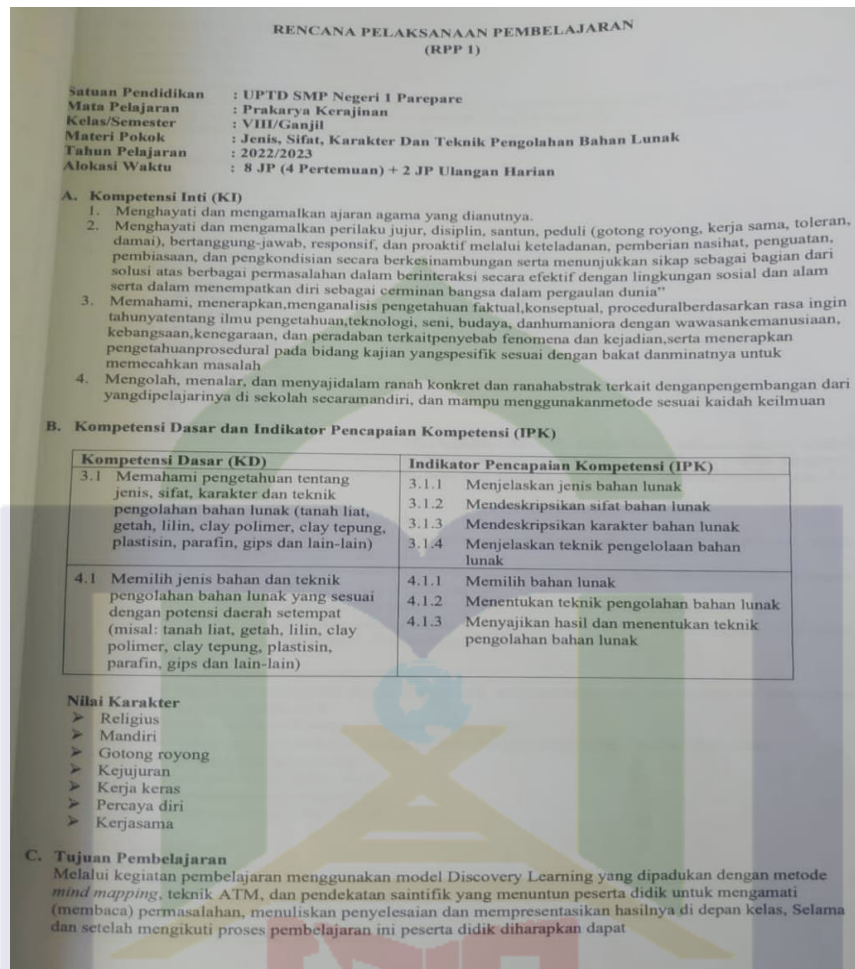 RENCANA PELAKSANAAN PEMBELAJARAN
(RPP 1)
Satuan Pendidikan : UPTD SMP Negeri 1 Parepare
Mata Pelajaran : Prakarya Kerajinan
Kelas/Semester : VIII/Ganjil
Materi Pokok : Jenis, Sifat, Karakter Dan Teknik Pengolahan Bahan Lunak
Tahun Pelajaran : 2022/2023
Alokasi Waktu : 8 JP (4 Pertemuan) + 2 JP Ulangan Harian
A. Kompetensi Inti (KI)
1. Menghayati dan mengamalkan ajaran agama yang dianutnya.
2. Menghayati dan mengamalkan perilaku jujur, disiplin, santun, peduli (gotong royong, kerja sama, toleran,
damai), bertanggung-jawab, responsif, dan proaktif melalui keteladanan, pemberian nasihat, penguatan,
pembiasaan, dan pengkondisian secara berkesinambungan serta menunjukkan sikap sebagai bagian dari
solusi atas berbagai permasalahan dalam berinteraksi secara efektif dengan lingkungan sosial dan alam
serta dalam menempatkan diri sebagai cerminan bangsa dalam pergaulan dunia"
3. Memahami, menerapkan,menganalisis pengetahuan faktual,konseptual, proceduralberdasarkan rasa ingin
tahunyatentang ilmu pengetahuan,teknologi, seni, budaya, danhumaniora dengan wawasankemanusiaan,
kebangsaan,kenegaraan, dan peradaban terkaitpenyebab fenomena dan kejadian,serta menerapkan
pengetahuanprosedural pada bidang kajian yangspesifik sesuai dengan bakat danminatnya untuk
memecahkan masalah
4. Mengolah, menalar, dan menyajidalam ranah konkret dan ranahabstrak terkait denganpengembangan dari
yangdipelajarinya di sekolah secaramandiri, dan mampu menggunakanmetode sesuai kaidah keilmuan
B. Kompetensi Dasar dan Indikator Pencapaian Kompetensi (IPK)
Kompetensi Dasar (KD)
Indikator Pencapaian Kompetensi (IPK)
3.1 Memahami pengetahuan tentang
jenis, sifat, karakter dan teknik
pengolahan bahan lunak (tanah liat,
getah, lilin, clay polimer, clay tepung,
plastisin, parafin, gips dan lain-lain)
3.1.1 Menjelaskan jenis bahan lunak
3.1.2 Mendeskripsikan sifat bahan lunak
3.1.3 Mendeskripsikan karakter bahan lunak
3.1.4 Menjelaskan teknik pengelolaan bahan
lunak
4.1 Memilih jenis bahan dan teknik
pengolahan bahan lunak yang sesuai
dengan potensi daerah setempat
(misal: tanah liat, getah, lilin, clay
polimer, clay tepung, plastisin,
parafin, gips dan lain-lain)
4.1.1 Memilih bahan lunak
4.1.2 Menentukan teknik pengolahan bahan lunak
4.1.3 Menyajikan hasil dan menentukan teknik
pengolahan bahan lunak
Nilai Karakter
➤ Religius
➤ Mandiri
➤ Gotong royong
➤ Kejujuran
➤ Kerja keras
➤ Percaya diri
➤ Kerjasama
C. Tujuan Pembelajaran
Melalui kegiatan pembelajaran menggunakan model Discovery Learning yang dipadukan dengan metode
mind mapping, teknik ATM, dan pendekatan saintifik yang menuntun peserta didik untuk mengamati
(membaca) permasalahan, menuliskan penyelesaian dan mempresentasikan hasilnya di depan kelas, Selama
dan setelah mengikuti proses pembelajaran ini peserta didik diharapkan dapat